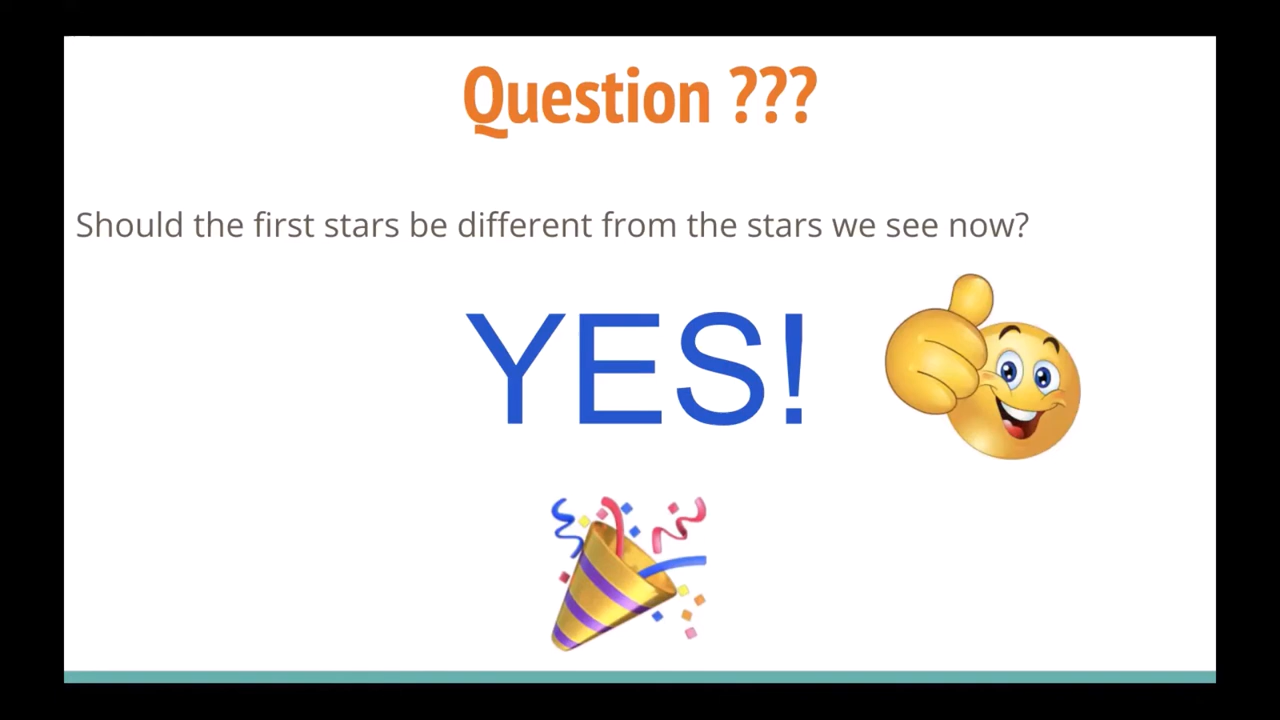 Question ???
Should the first stars be different from the stars we see now?
YES!